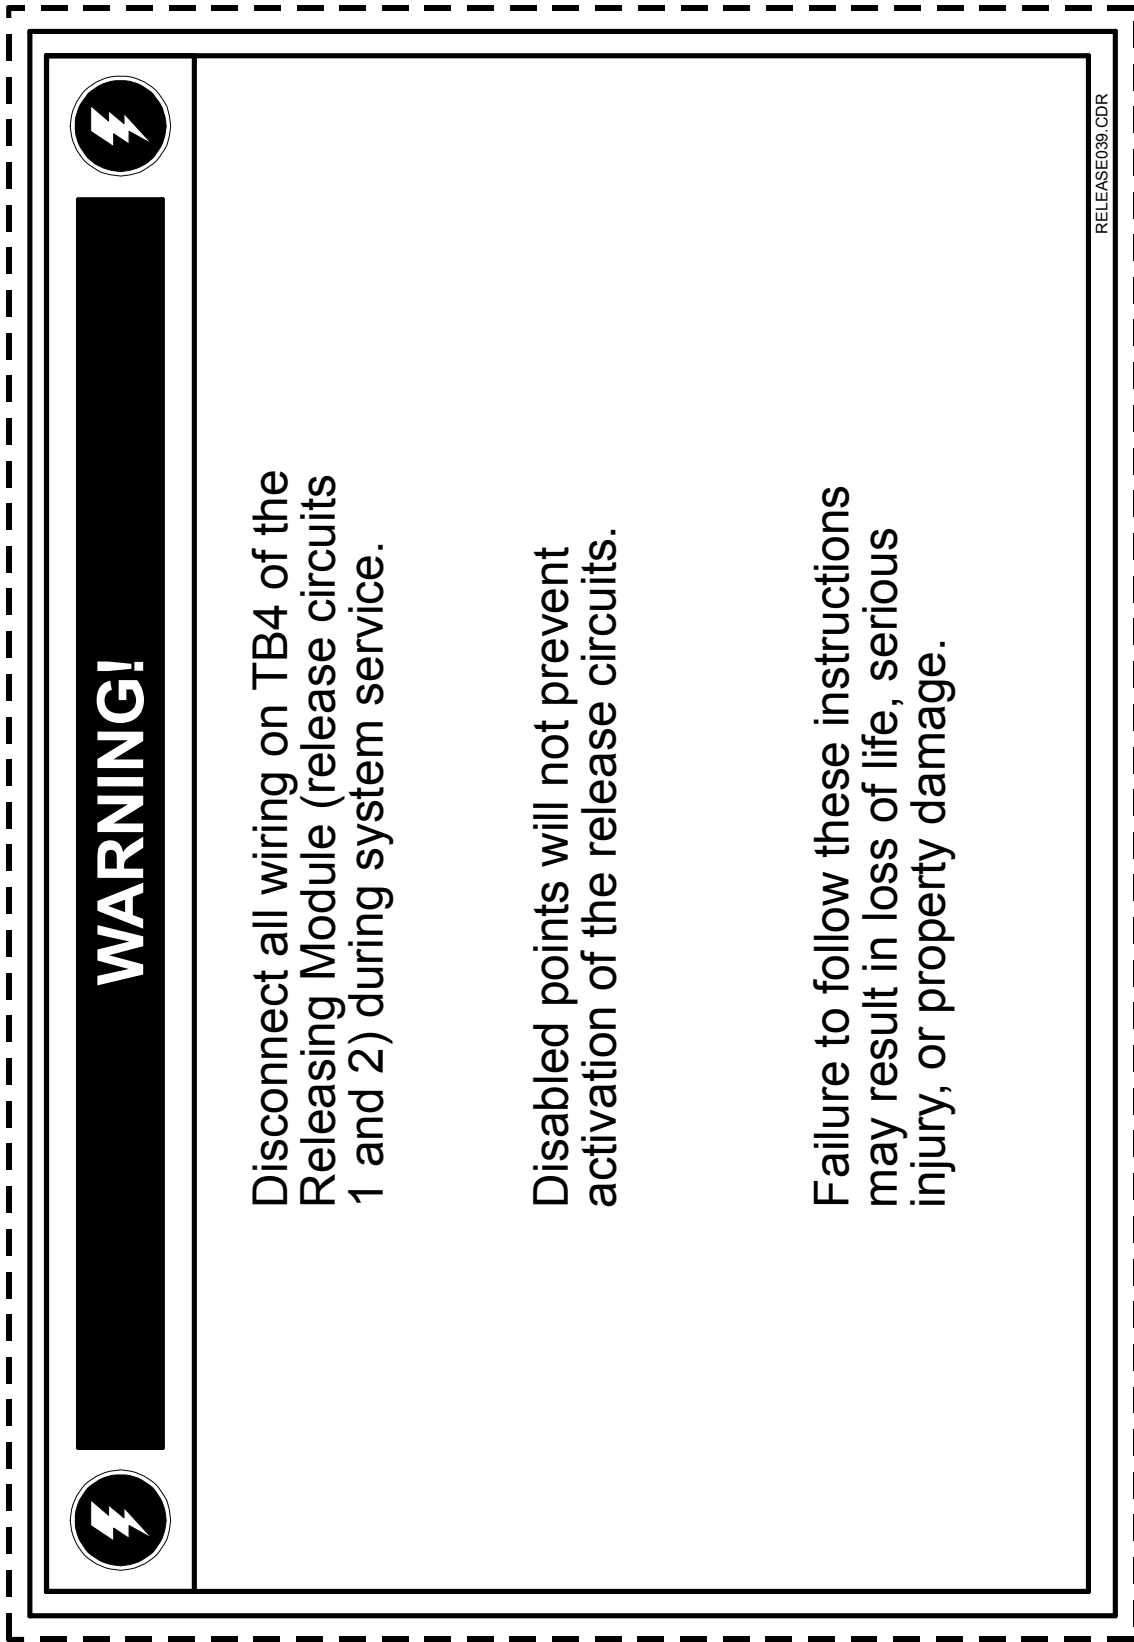 WARNING!
Disconnect all wiring on TB4 of the
Releasing Module (release circuits
1 and 2) during system service.
Disabled points will not prevent
activation of the release circuits.
Failure to follow these instructions
may result in loss of life, serious
injury, or property damage.
RELEASE039.CDR